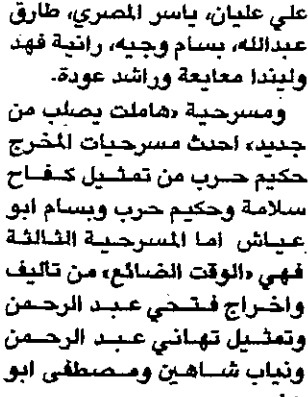 علي عليان، ياسر المصري، طارق
عبدالله، بسام وجيه، رانية فهد
وليندا معايعة وراشد عودة.
ومسرحية «هاملت يصلب من
جديد» احدث مسرحيات المخرج
حكيم حرب من تمثيل كفاح
سلامة وحكيم حرب وبسام ابو
عياش اما المسرحية الثالثة
فهي «الوقت الضائع» من تاليف
واخراج فتحي عبد الرحمن
وتمثيل تهاني عبد الرحمن
ونياب شاهين ومصطفى ابو